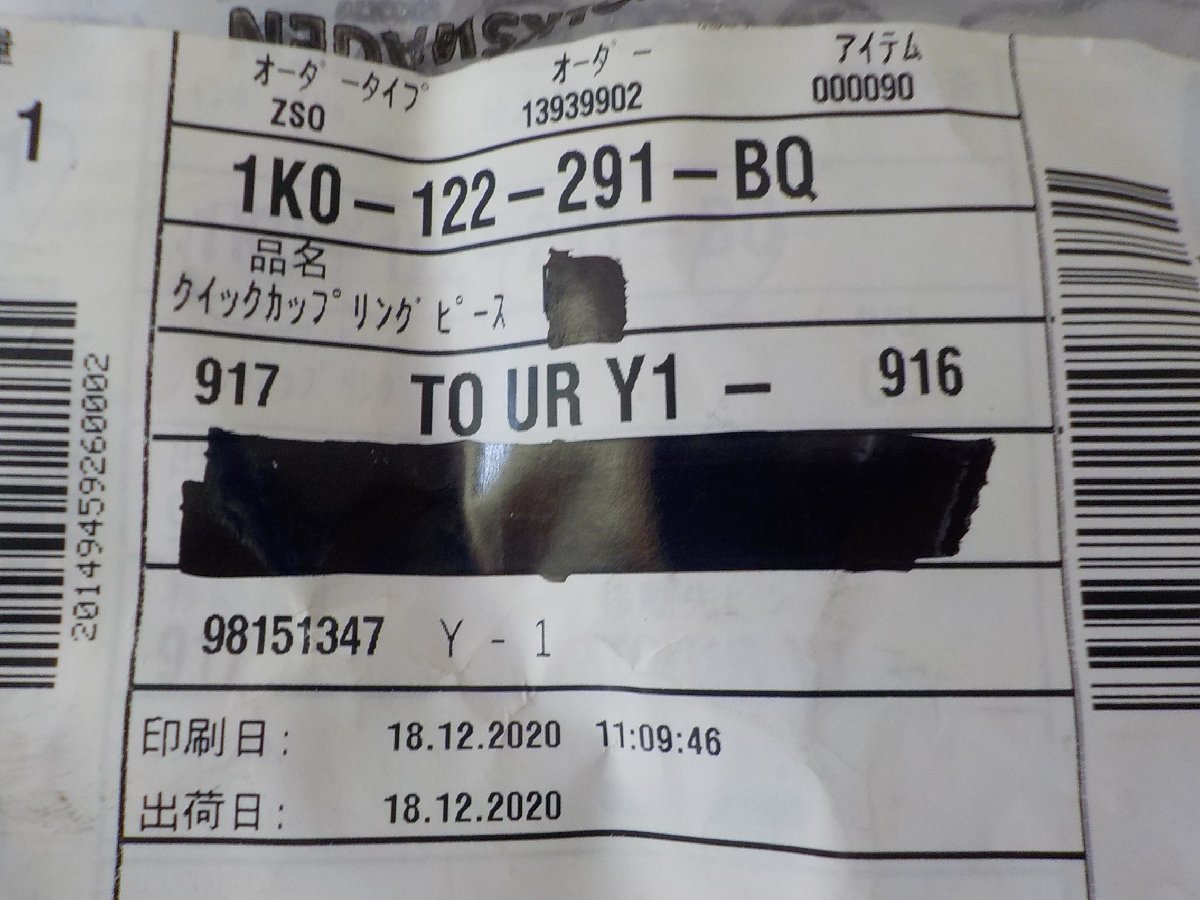 VOLKSWAGEN
オーダータイプ オーダー アイテム
ZSO 13939902 000090
1
1K0-122-291-BQ
品名
クイックカップリングピース
917 TO UR Y1 - 916
20149459260002
98151347 Y - 1
印刷日: 18.12.2020 11:09:46
出荷日: 18.12.2020